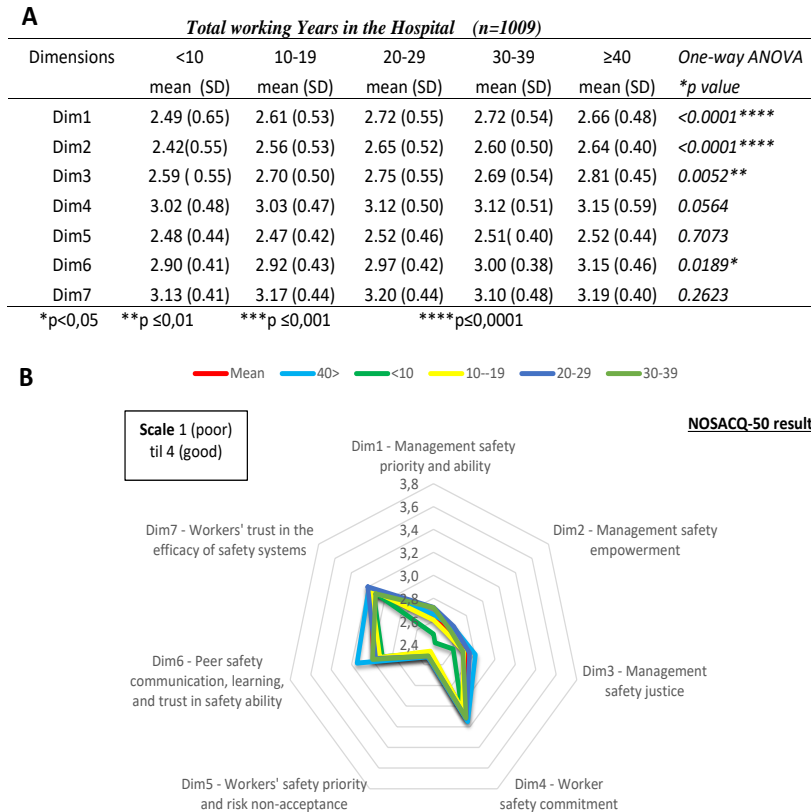 A
Total working Years in the Hospital (n=1009)
Dimensions <10 10-19 20-29 30-39 ≥40 One-way ANOVA
mean (SD) mean (SD) mean (SD) mean (SD) mean (SD) *p value
Dim1 2.49 (0.65) 2.61 (0.53) 2.72 (0.55) 2.72 (0.54) 2.66 (0.48) <0.0001****
Dim2 2.42(0.55) 2.56 (0.53) 2.65 (0.52) 2.60 (0.50) 2.64 (0.40) <0.0001****
Dim3 2.59 ( 0.55) 2.70 (0.50) 2.75 (0.55) 2.69 (0.54) 2.81 (0.45) 0.0052**
Dim4 3.02 (0.48) 3.03 (0.47) 3.12 (0.50) 3.12 (0.51) 3.15 (0.59) 0.0564
Dim5 2.48 (0.44) 2.47 (0.42) 2.52 (0.46) 2.51( 0.40) 2.52 (0.44) 0.7073
Dim6 2.90 (0.41) 2.92 (0.43) 2.97 (0.42) 3.00 (0.38) 3.15 (0.46) 0.0189*
Dim7 3.13 (0.41) 3.17 (0.44) 3.20 (0.44) 3.10 (0.48) 3.19 (0.40) 0.2623
*p<0,05 **p ≤0,01 ***p ≤0,001 ****p≤0,0001
B
Mean 40> <10 10--19 20-29 30-39
Scale 1 (poor)
til 4 (good)
NOSACQ-50 result
Dim1 - Management safety
priority and ability
3,8
3,6
3,4
3,2
3,0
2,8
2,6
2,4
Dim2 - Management safety
empowerment
Dim3 - Management
safety justice
Dim4 - Worker
safety commitment
Dim5 - Workers' safety priority
and risk non-acceptance
Dim6 - Peer safety
communication, learning,
and trust in safety ability
Dim7 - Workers' trust in the
efficacy of safety systems